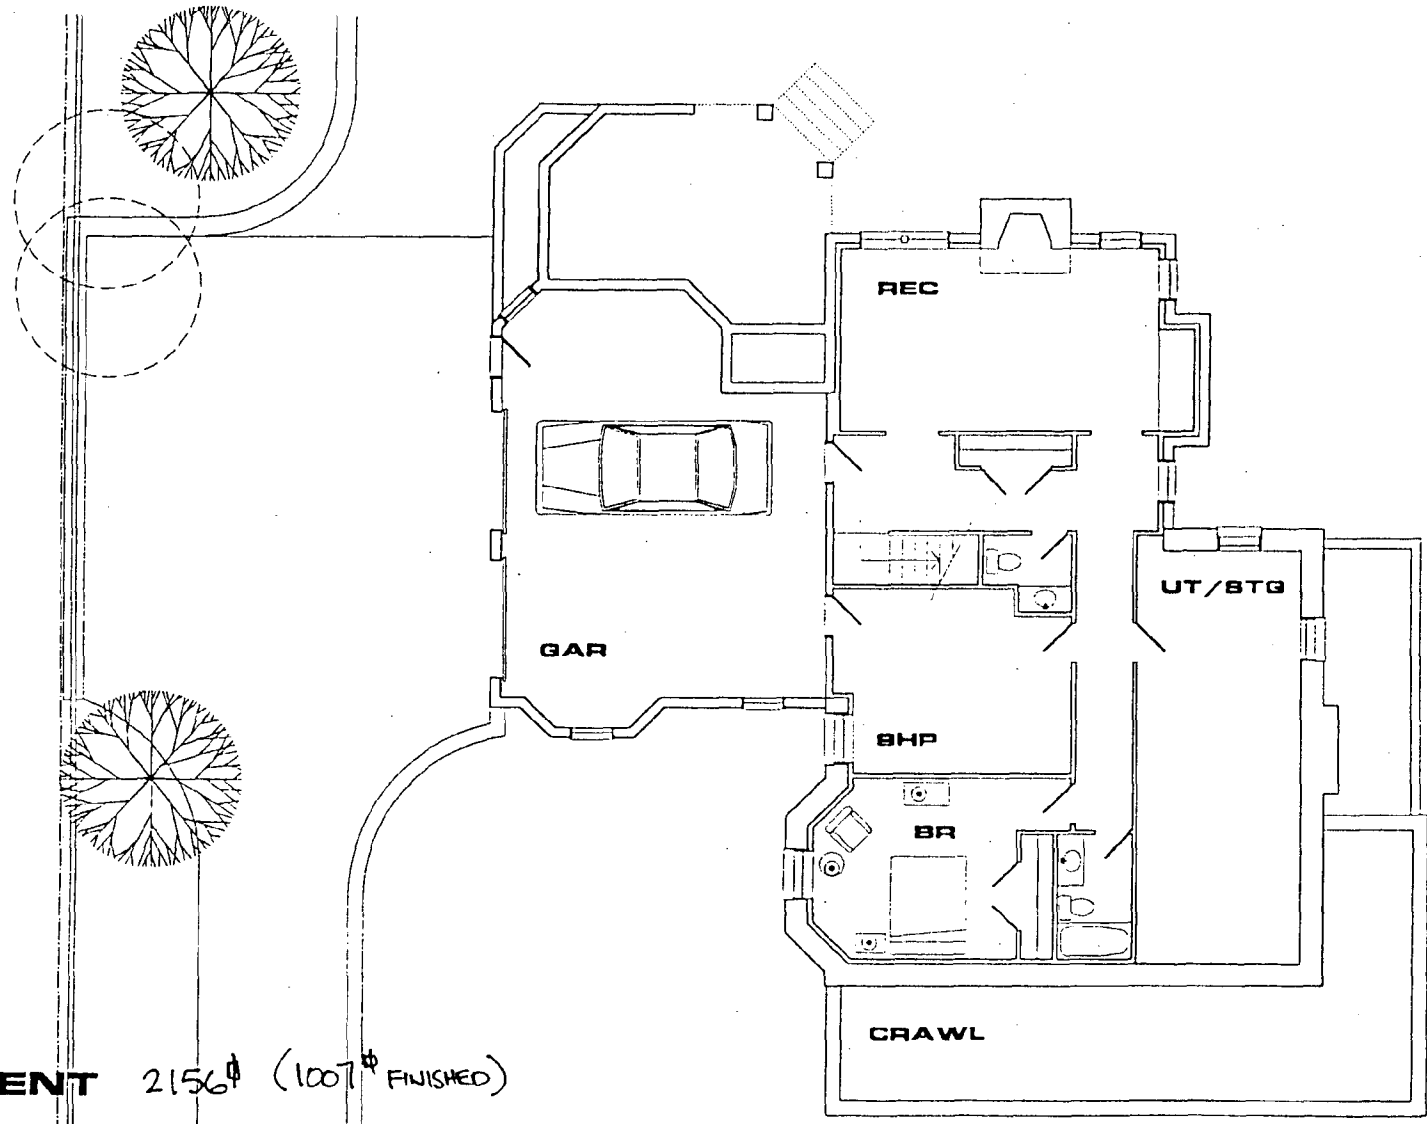 REC
UT/STG
GAR
SHP
BR
CRAWL
ENT 2156⌀ (1007⌀ FINISHED)